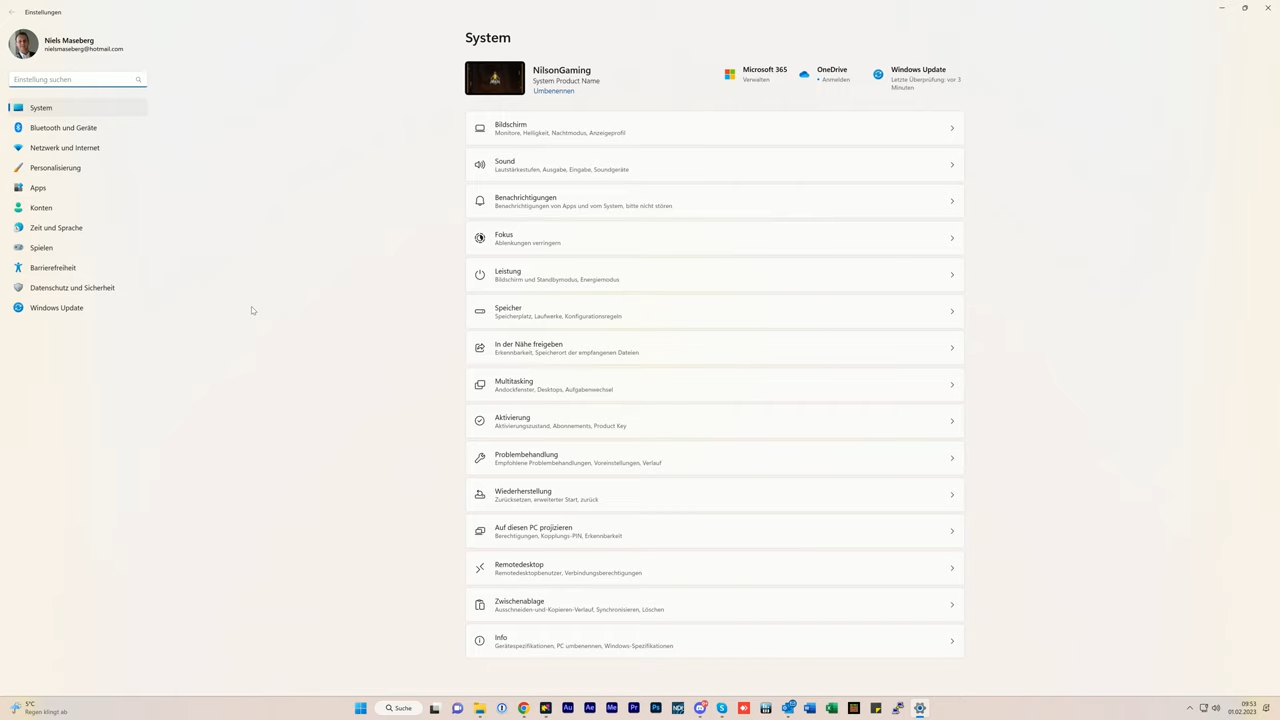 Einstellungen
Niels Maseberg
nielsmaseberg@hotmail.com
Einstellung suchen
System
Bluetooth und Geräte
Netzwerk und Internet
Personalisierung
Apps
Konten
Zeit und Sprache
Spielen
Barrierefreiheit
Datenschutz und Sicherheit
Windows Update
System
NilsonGaming
System Product Name
Umbenennen
Microsoft 365
Verwalten
OneDrive
• Anmelden
Windows Update
Letzte Überprüfung: vor 3
Minuten
Bildschirm
Monitore, Helligkeit, Nachtmodus, Anzeigeprofil
Sound
Lautstärkestufen, Ausgabe, Eingabe, Soundgeräte
Benachrichtigungen
Benachrichtigungen von Apps und vom System, bitte nicht stören
Fokus
Ablenkungen verringern
Leistung
Bildschirm und Standbymodus, Energiemodus
Speicher
Speicherplatz, Laufwerke, Konfigurationsregeln
In der Nähe freigeben
Erkennbarkeit, Speicherort der empfangenen Dateien
Multitasking
Andockfenster, Desktops, Aufgabenwechsel
Aktivierung
Aktivierungszustand, Abonnements, Product Key
Problembehandlung
Empfohlene Problembehandlungen, Voreinstellungen, Verlauf
Wiederherstellung
Zurücksetzen, erweiterter Start, zurück
Auf diesen PC projizieren
Berechtigungen, Kopplungs-PIN, Erkennbarkeit
Remotedesktop
Remotedesktopbenutzer, Verbindungsberechtigungen
Zwischenablage
Ausschneiden-und-Kopieren-Verlauf, Synchronisieren, Löschen
Info
Gerätespezifikationen, PC umbenennen, Windows-Spezifikationen
5°C
Regen klingt ab
Suche
Au
Ae
Me
Pr
Ps
09:53
01.02.2023